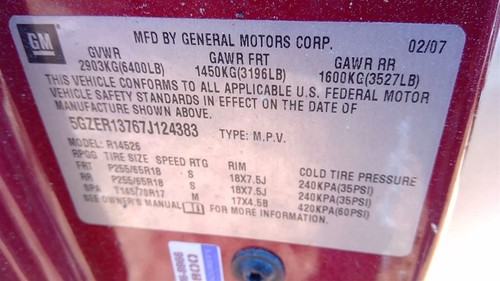 GM
MFD BY GENERAL MOTORS CORP. 02/07
GVWR GAWR FRT GAWR RR
2903KG(6400LB) 1450KG(3196LB) 1600KG(3527LB)
THIS VEHICLE CONFORMS TO ALL APPLICABLE U.S. FEDERAL MOTOR
VEHICLE SAFETY STANDARDS IN EFFECT ON THE DATE OF
MANUFACTURE SHOWN ABOVE.
5GZER13767J124383 TYPE: M.P.V.
MODEL: R14526
RPGG TIRE SIZE SPEED RTG RIM COLD TIRE PRESSURE
FRT P255/65R18 S 18X7.5J 240KPA(35PSI)
RR P255/65R18 S 18X7.5J 240KPA(35PSI)
SPA T165/70R17 M 17X4.5B 420KPA(60PSI)
SEE OWNER'S MANUAL FOR MORE INFORMATION.
800